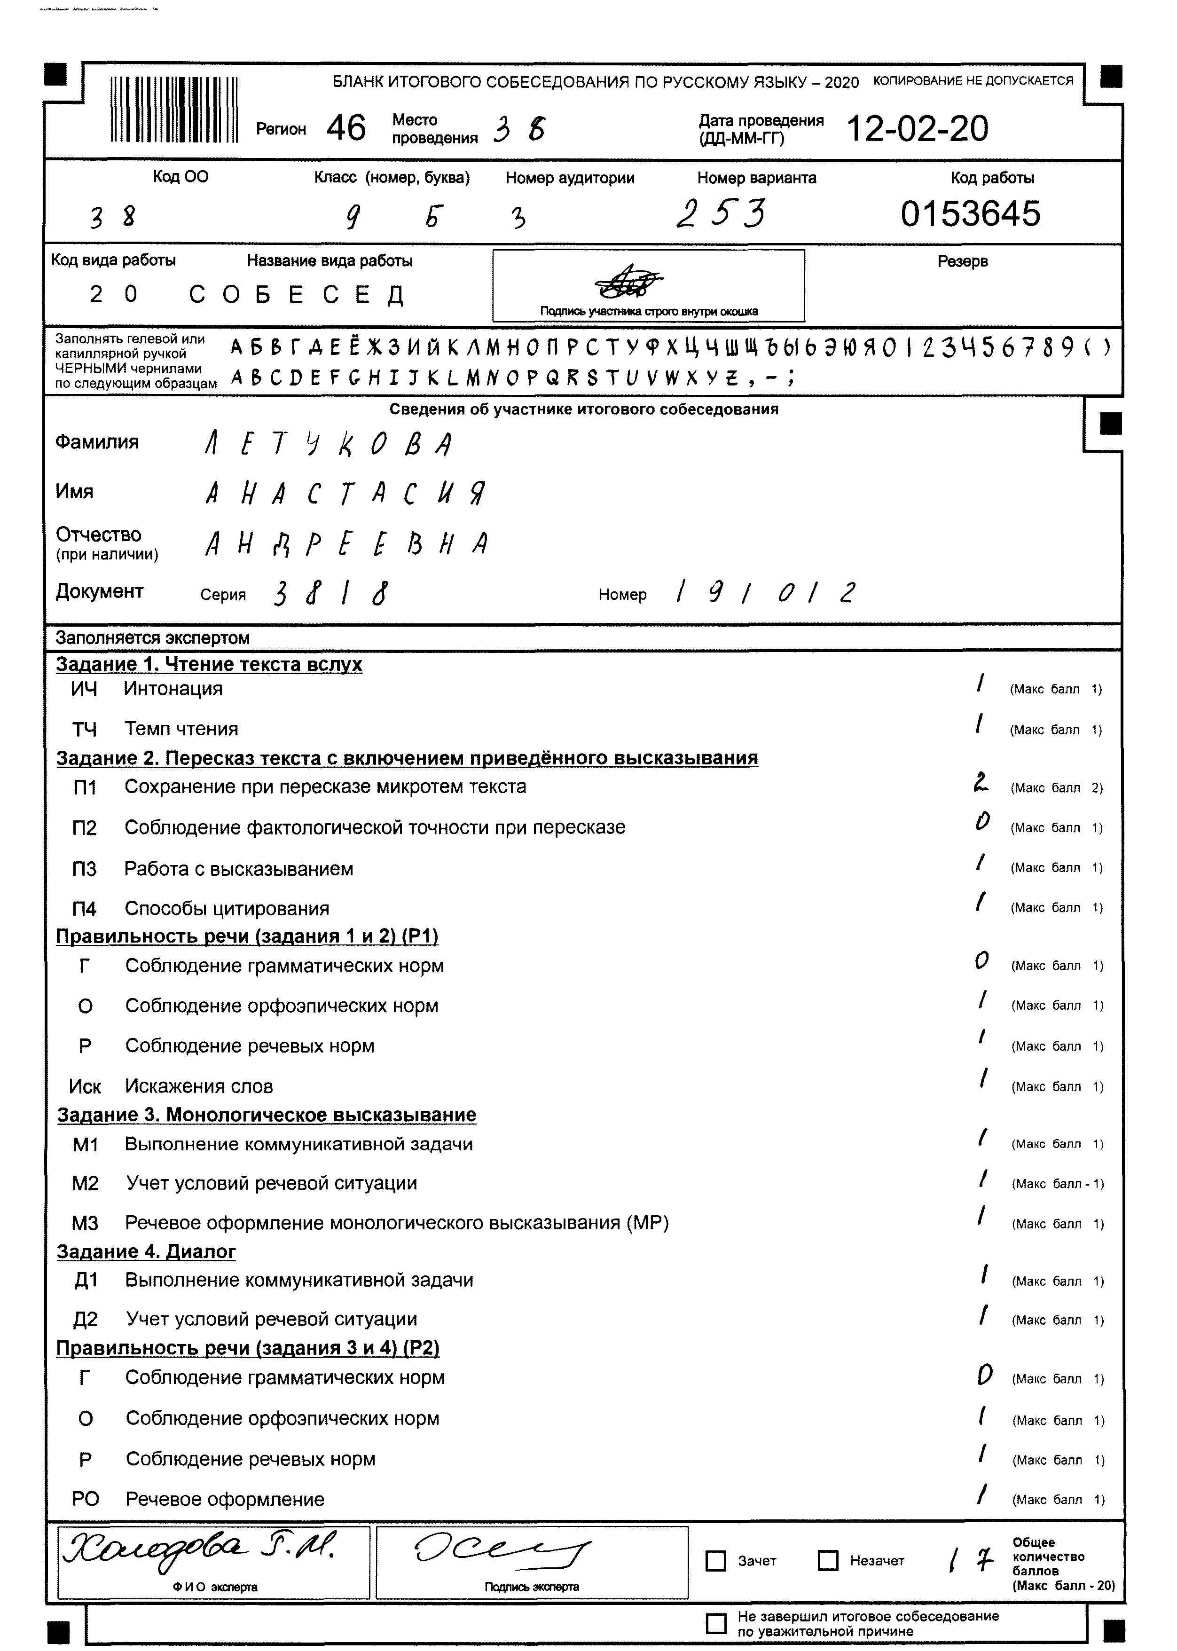 БЛАНК ИТОГОВОГО СОБЕСЕДОВАНИЯ ПО РУССКОМУ ЯЗЫКУ – 2020 КОПИРОВАНИЕ НЕ ДОПУСКАЕТСЯ
Регион 46 Место проведения 38 Дата проведения (ДД-ММ-ГГ) 12-02-20
Код ОО Класс (номер, буква) Номер аудитории Номер варианта Код работы
38 9 Б 3 253 0153645
Код вида работы Название вида работы Резерв
20 СОБЕСЕД
Подпись участника строго внутри окошка
Заполнять гелевой или
капиллярной ручкой
ЧЕРНЫМИ чернилами
по следующим образцам
АБВГДЕЁЖЗИЙКЛМНОПРСТУФХЦЧШЩЪЫЬЭЮЯ0123456789()
ABCDEFGHIJKLMNOPQRSTUVWXYZ,-;
Сведения об участнике итогового собеседования
Фамилия ЛЕТУКОВА
Имя АНАСТАСИЯ
Отчество АНДРЕЕВНА
(при наличии)
Документ Серия 3818 Номер 191012
Заполняется экспертом
Задание 1. Чтение текста вслух
ИЧ Интонация 1 (Макс балл 1)
ТЧ Темп чтения 1 (Макс балл 1)
Задание 2. Пересказ текста с включением приведённого высказывания
П1 Сохранение при пересказе микротем текста 2 (Макс балл 2)
П2 Соблюдение фактологической точности при пересказе 0 (Макс балл 1)
П3 Работа с высказыванием 1 (Макс балл 1)
П4 Способы цитирования 1 (Макс балл 1)
Правильность речи (задания 1 и 2) (Р1)
Г Соблюдение грамматических норм 0 (Макс балл 1)
О Соблюдение орфоэпических норм 1 (Макс балл 1)
Р Соблюдение речевых норм 1 (Макс балл 1)
Иск Искажения слов 1 (Макс балл 1)
Задание 3. Монологическое высказывание
М1 Выполнение коммуникативной задачи 1 (Макс балл 1)
М2 Учет условий речевой ситуации 1 (Макс балл - 1)
М3 Речевое оформление монологического высказывания (МР) 1 (Макс балл 1)
Задание 4. Диалог
Д1 Выполнение коммуникативной задачи 1 (Макс балл 1)
Д2 Учет условий речевой ситуации 1 (Макс балл 1)
Правильность речи (задания 3 и 4) (Р2)
Г Соблюдение грамматических норм 0 (Макс балл 1)
О Соблюдение орфоэпических норм 1 (Макс балл 1)
Р Соблюдение речевых норм 1 (Макс балл 1)
РО Речевое оформление 1 (Макс балл 1)
Холодова Г.М.
ФИО эксперта Подпись эксперта
Зачет Незачет 17 Общее
количество
баллов
(Макс балл - 20)
Не завершил итоговое собеседование
по уважительной причине